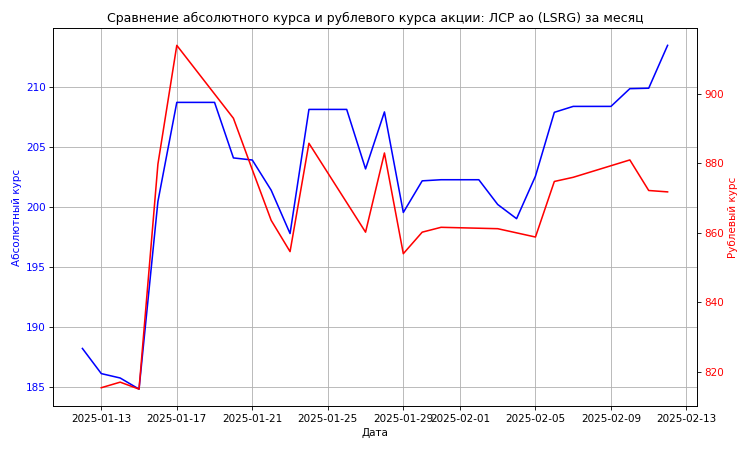 Сравнение абсолютного курса и рублевого курса акции: ЛСР ао (LSRG) за месяц
Абсолютный курс
210
205
200
195
190
185
900
880
860
840
820
Рублевый курс
2025-01-13 2025-01-17 2025-01-21 2025-01-25 2025-01-29 2025-02-01 2025-02-05 2025-02-09 2025-02-13
Дата